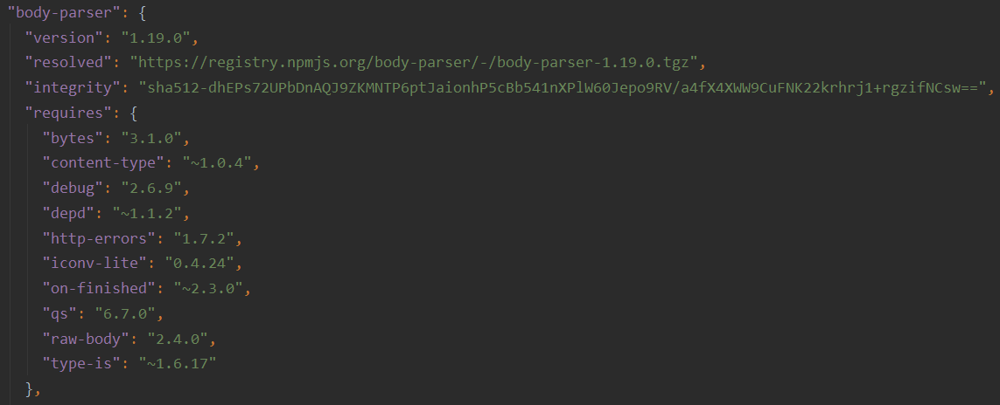 "body-parser": {
"version": "1.19.0",
"resolved": "https://registry.npmjs.org/body-parser/-/body-parser-1.19.0.tgz",
"integrity": "sha512-dhEPs72UPbDnAQJ9ZKMNTP6ptJaionhP5cBb541nXPlW60Jepo9RV/a4fX4XWW9CuFNK22krhrj1+rgzifNCsw==",
"requires": {
"bytes": "3.1.0",
"content-type": "~1.0.4",
"debug": "2.6.9",
"depd": "~1.1.2",
"http-errors": "1.7.2",
"iconv-lite": "0.4.24",
"on-finished": "~2.3.0",
"qs": "6.7.0",
"raw-body": "2.4.0",
"type-is": "~1.6.17"
},